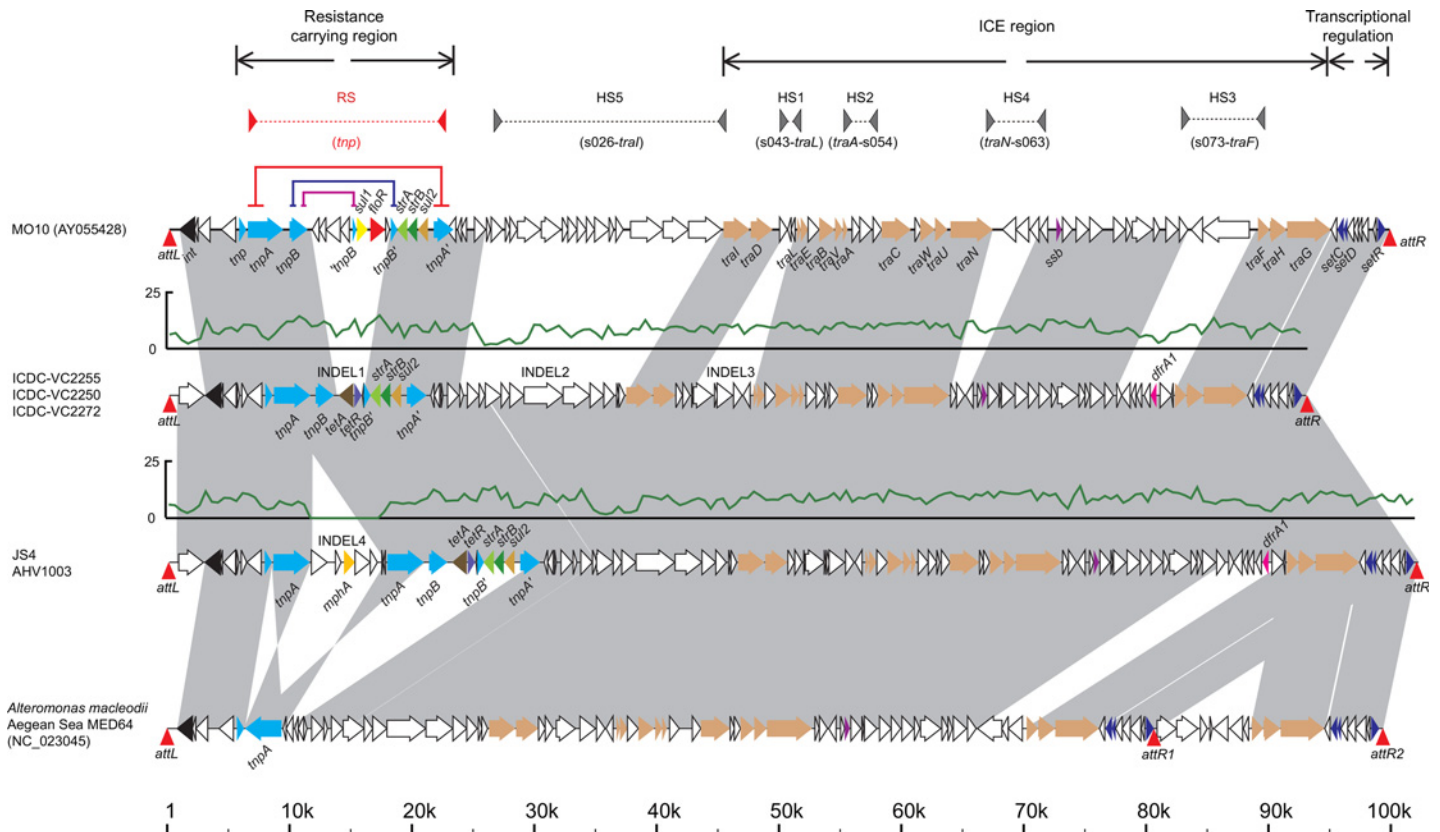 Resistance carrying region
ICE region
Transcriptional regulation
RS
HS5
HS1
HS2
HS4
HS3
(tnp)
(s026-traI)
(s043-traL)
(traA-s054)
(traN-s063)
(s073-traF)
sul1 floR strA strB sul2
MO10 (AY055428)
attL int tnp tnpA tnpB 'tnpB tnpB' tnpA' traI traD traL traE traB traV traA traC traW traU traN ssb traF traH traG setC setD setR attR
25
0
ICDC-VC2255
ICDC-VC2250
ICDC-VC2272
INDEL1 strA strB sul2 INDEL2 INDEL3 dfrA1
attL tnpA tnpB tetA tetR tnpB' tnpA' attR
25
0
JS4
AHV1003
INDEL4 tetA tetR strA strB sul2 dfrA1
attL tnpA mphA tnpA tnpB tnpB' tnpA' attR
Alteromonas macleodii
Aegean Sea MED64
(NC_023045)
attL tnpA attR1 attR2
1 10k 20k 30k 40k 50k 60k 70k 80k 90k 100k